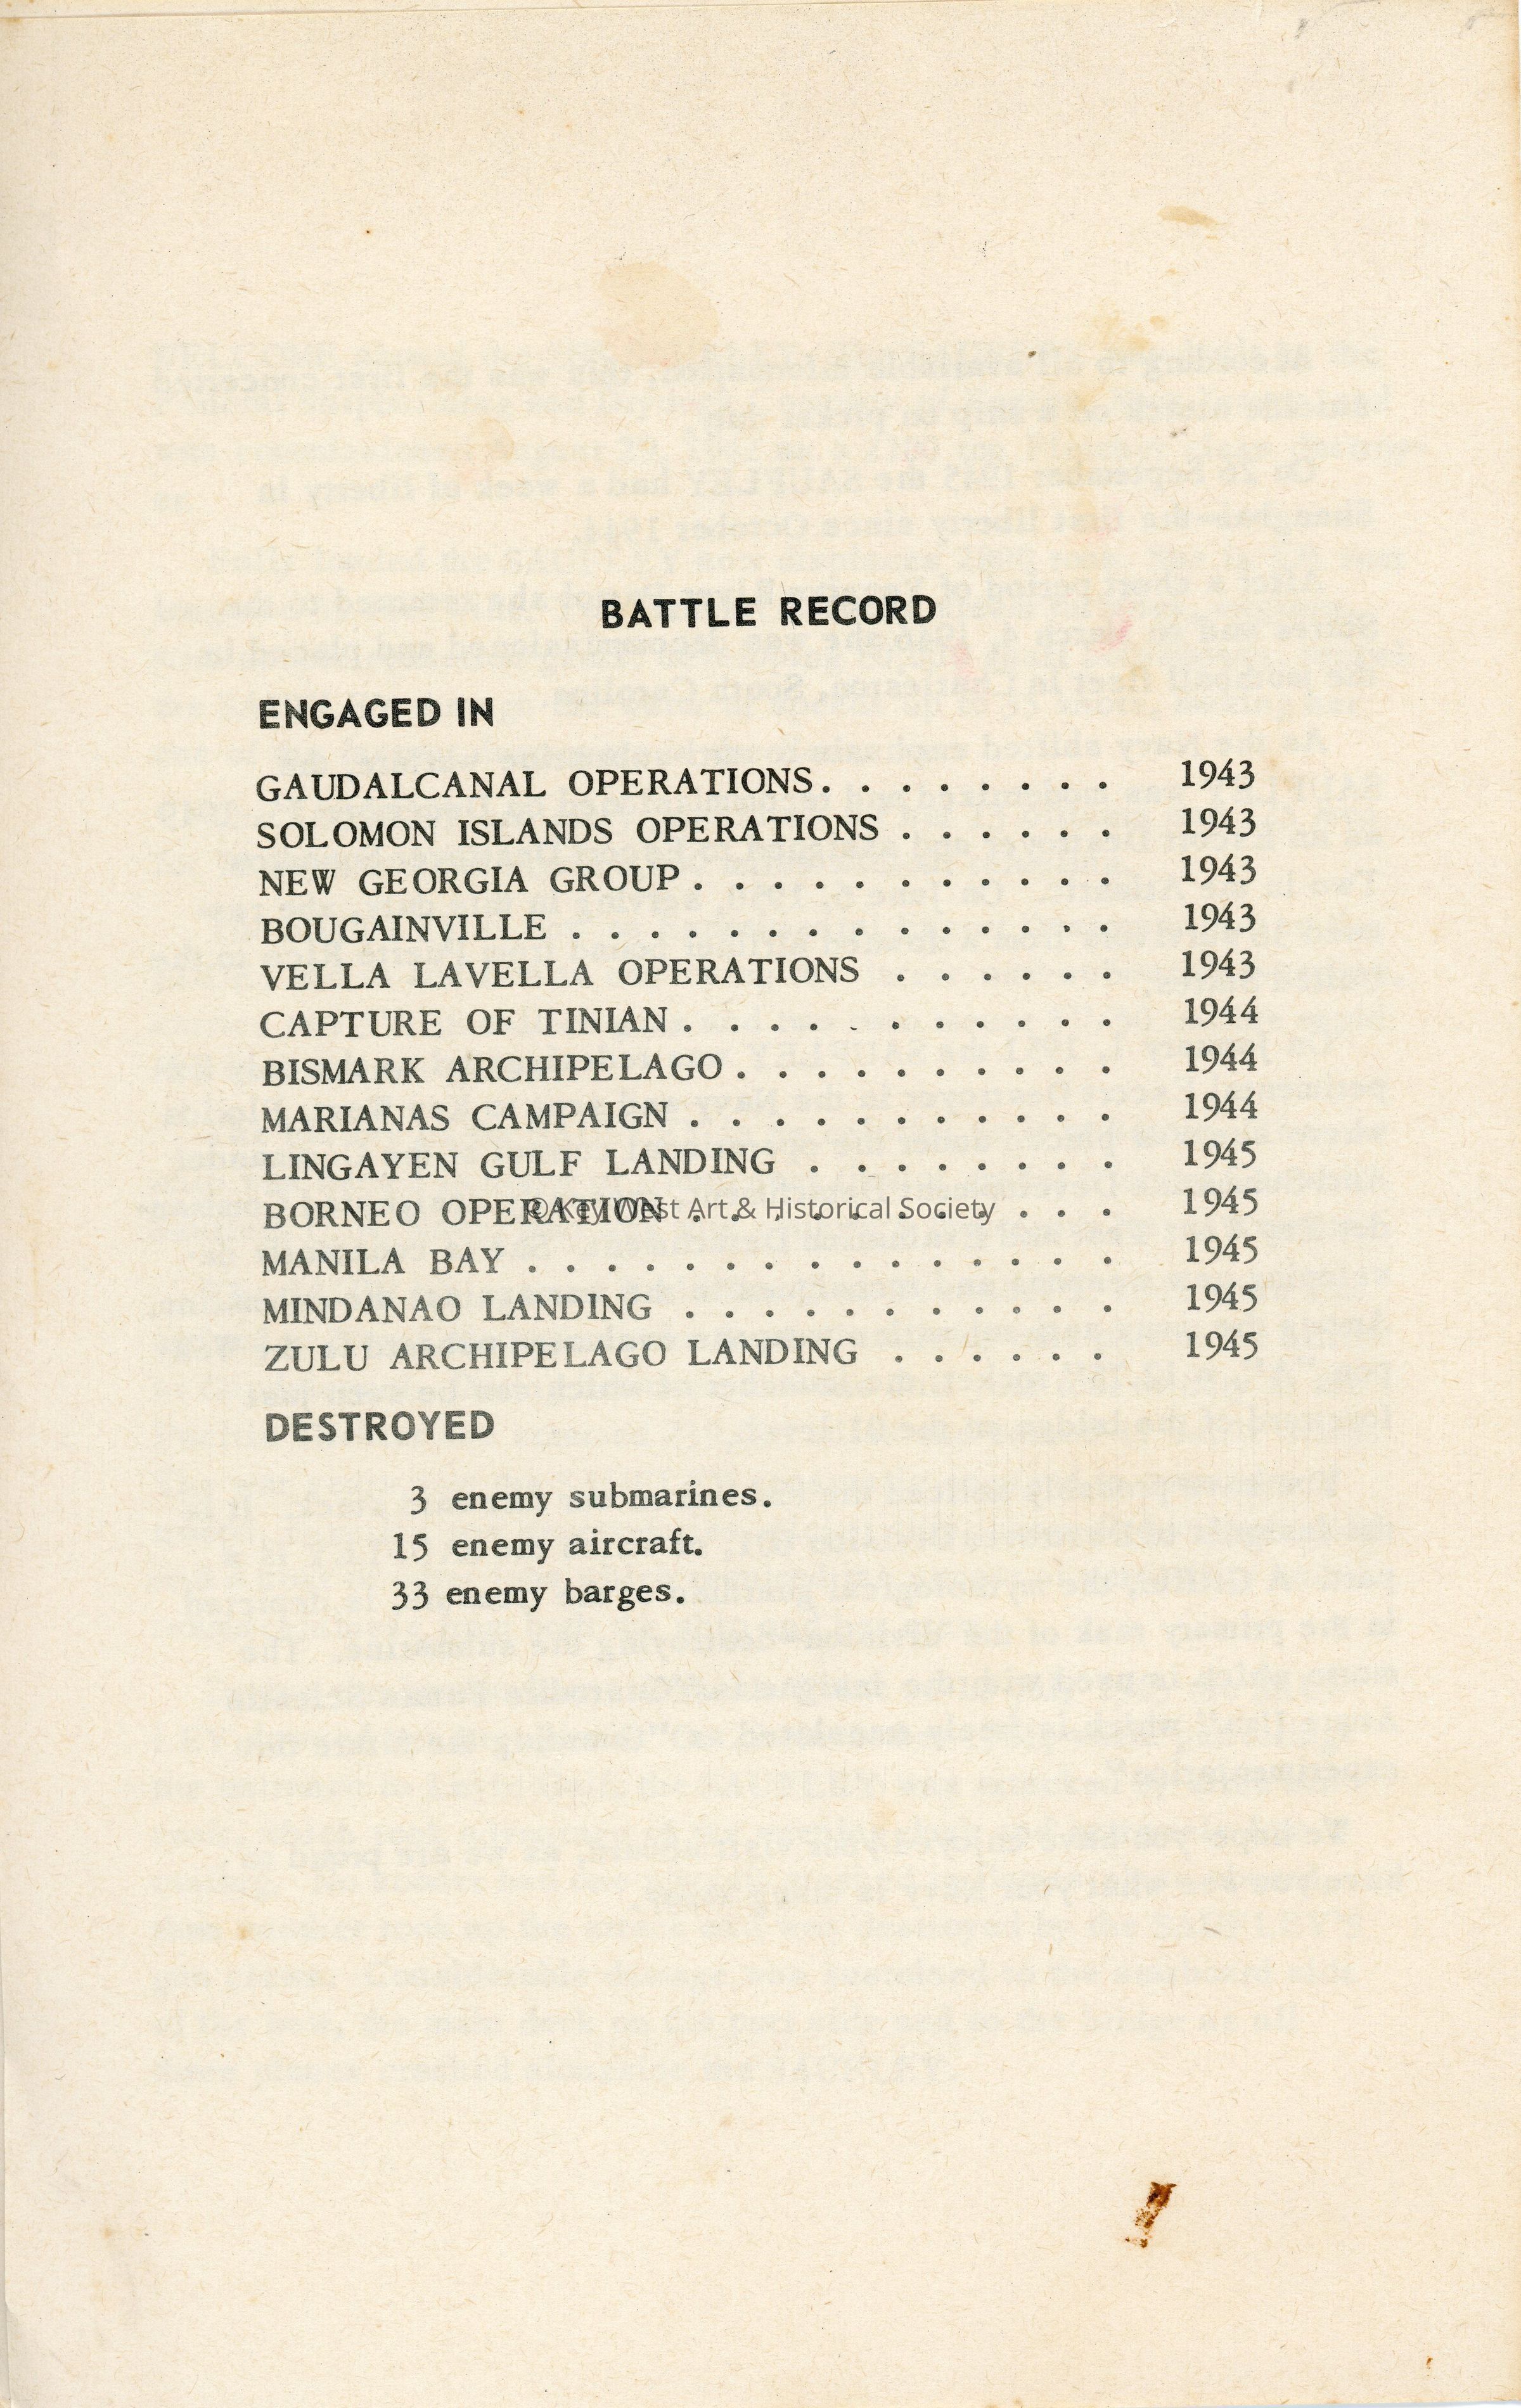 BATTLE RECORD
ENGAGED IN
GAUDALCANAL OPERATIONS. . . . . . . . 1943
SOLOMON ISLANDS OPERATIONS . . . . . . 1943
NEW GEORGIA GROUP. . . . . . . . . . . 1943
BOUGAINVILLE . . . . . . . . . . . . . . 1943
VELLA LAVELLA OPERATIONS . . . . . . 1943
CAPTURE OF TINIAN. . . . . . . . . . . 1944
BISMARK ARCHIPELAGO. . . . . . . . . . 1944
MARIANAS CAMPAIGN . . . . . . . . . . . 1944
LINGAYEN GULF LANDING . . . . . . . . 1945
BORNEO OPERATION . . . . . . . . . . . 1945
© Key West Art & Historical Society
MANILA BAY . . . . . . . . . . . . . . . 1945
MINDANAO LANDING . . . . . . . . . . . 1945
ZULU ARCHIPELAGO LANDING . . . . . . 1945
DESTROYED
3 enemy submarines.
15 enemy aircraft.
33 enemy barges.